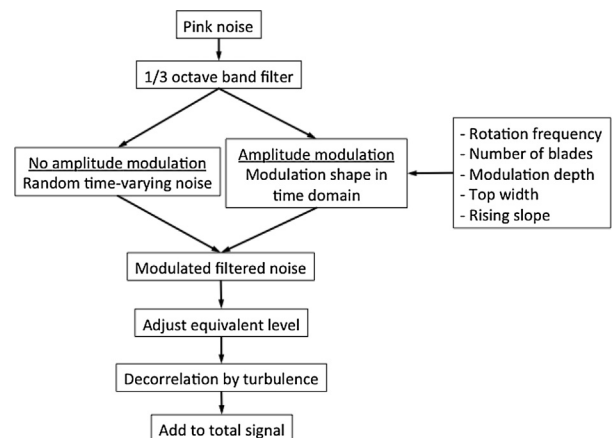 Pink noise
1/3 octave band filter
No amplitude modulation
Random time-varying noise
Amplitude modulation
Modulation shape in
time domain
- Rotation frequency
- Number of blades
- Modulation depth
- Top width
- Rising slope
Modulated filtered noise
Adjust equivalent level
Decorrelation by turbulence
Add to total signal